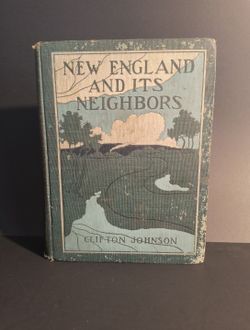 NEW ENGLAND
AND ITS
NEIGHBORS
CLIFTON JOHNSON